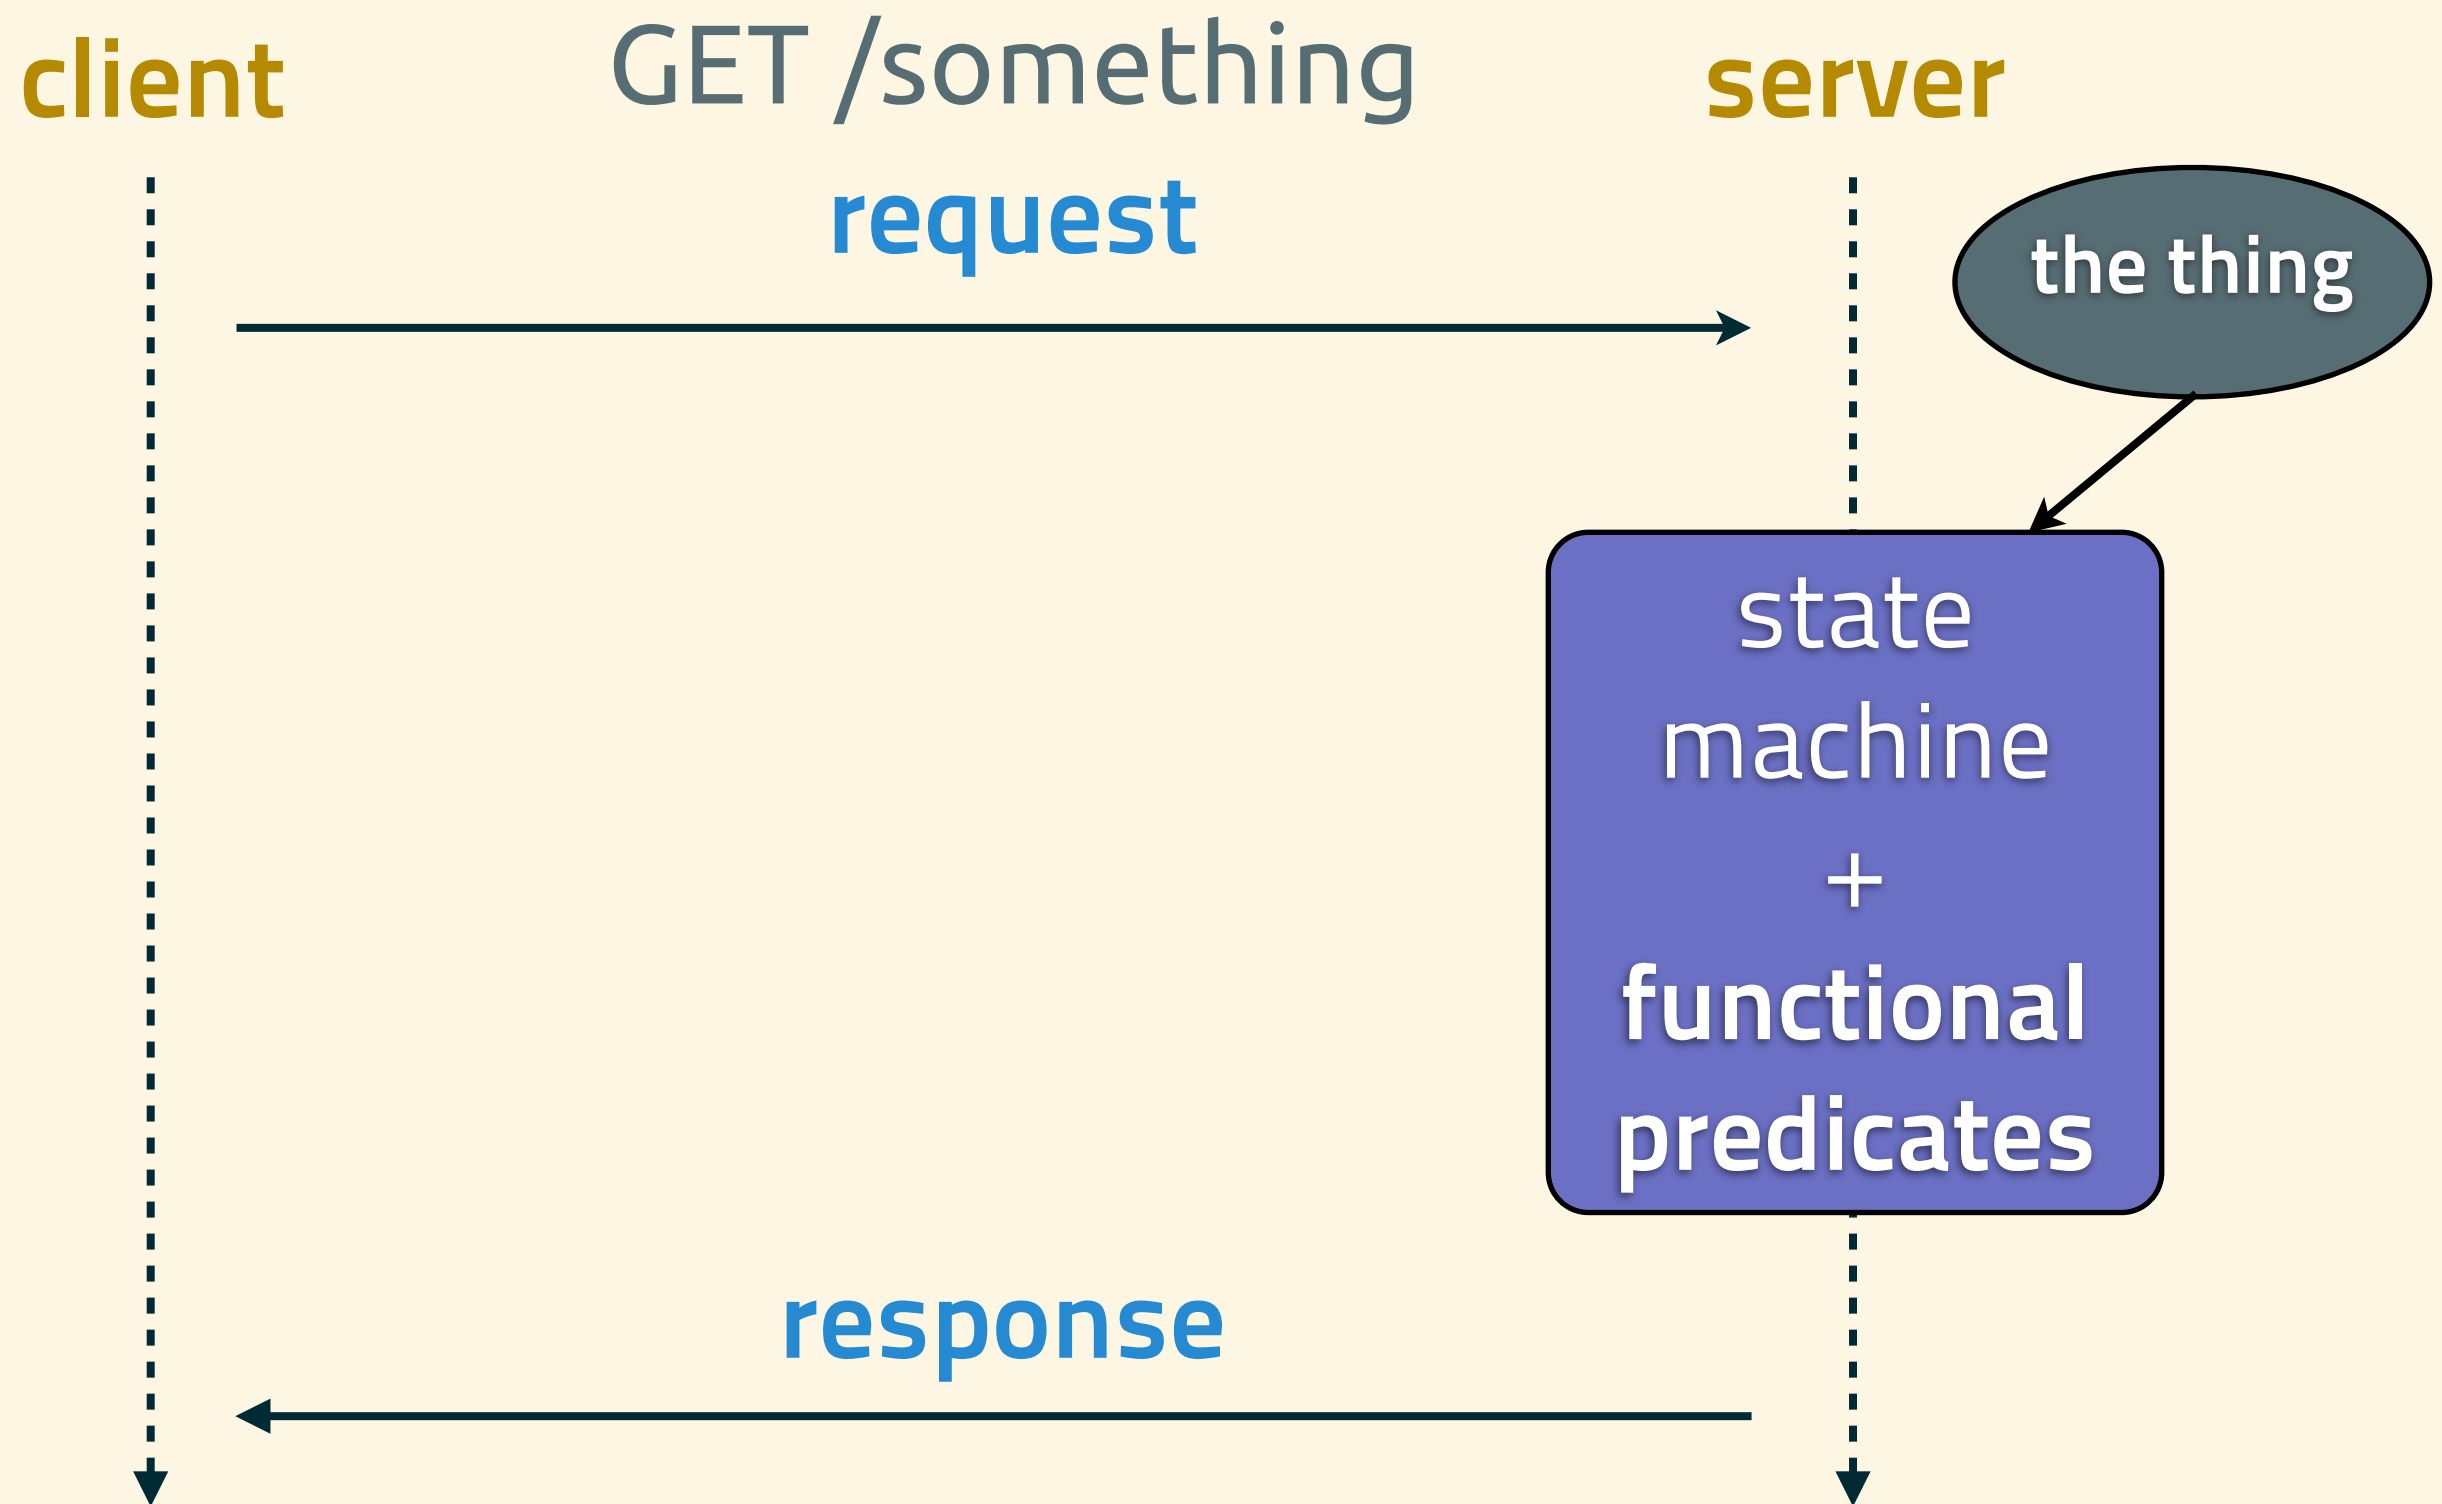 client
GET /something
server
request
the thing
state
machine
+
functional
predicates
response